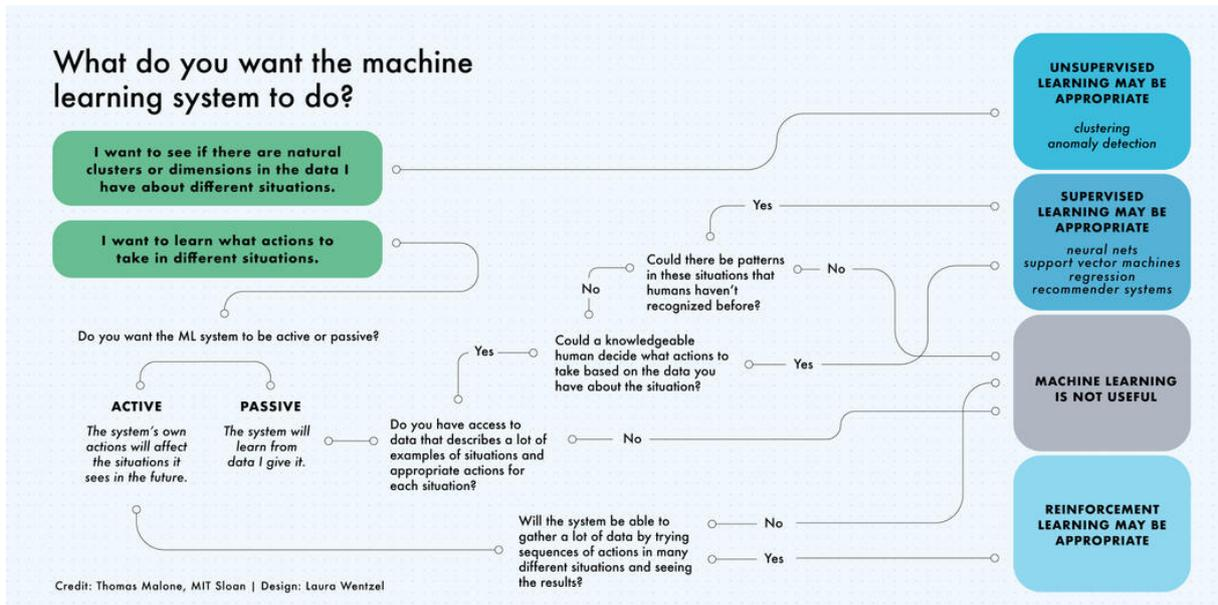 What do you want the machine
learning system to do?
I want to see if there are natural
clusters or dimensions in the data I
have about different situations.
I want to learn what actions to
take in different situations.
Do you want the ML system to be active or passive?
ACTIVE
The system's own
actions will affect
the situations it
sees in the future.
PASSIVE
The system will
learn from
data I give it.
Do you have access to
data that describes a lot of
examples of situations and
appropriate actions for
each situation?
Yes
No
Could a knowledgeable
human decide what actions to
take based on the data you
have about the situation?
No
Yes
Could there be patterns
in these situations that
humans haven't
recognized before?
Yes
No
Will the system be able to
gather a lot of data by trying
sequences of actions in many
different situations and seeing
the results?
No
Yes
UNSUPERVISED
LEARNING MAY BE
APPROPRIATE
clustering
anomaly detection
SUPERVISED
LEARNING MAY BE
APPROPRIATE
neural nets
support vector machines
regression
recommender systems
MACHINE LEARNING
IS NOT USEFUL
REINFORCEMENT
LEARNING MAY BE
APPROPRIATE
Credit: Thomas Malone, MIT Sloan | Design: Laura Wentzel